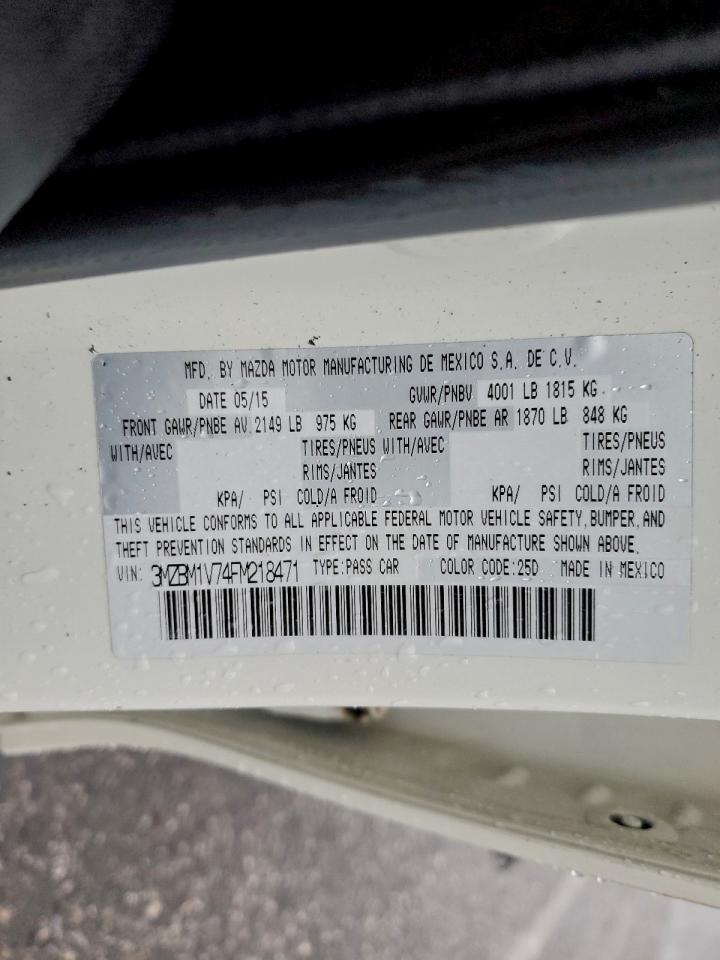 MFD. BY MAZDA MOTOR MANUFACTURING DE MEXICO S.A. DE C.V.
DATE 05/15 GVWR/PNBV 4001 LB 1815 KG
FRONT GAWR/PNBE AV 2149 LB 975 KG REAR GAWR/PNBE AR 1870 LB 848 KG
WITH/AVEC TIRES/PNEUS WITH/AVEC TIRES/PNEUS
RIMS/JANTES RIMS/JANTES
KPA/ PSI COLD/A FROID KPA/ PSI COLD/A FROID
THIS VEHICLE CONFORMS TO ALL APPLICABLE FEDERAL MOTOR VEHICLE SAFETY, BUMPER, AND
THEFT PREVENTION STANDARDS IN EFFECT ON THE DATE OF MANUFACTURE SHOWN ABOVE.
VIN: 3MZBM1V74FM218471 TYPE:PASS CAR COLOR CODE:25D MADE IN MEXICO